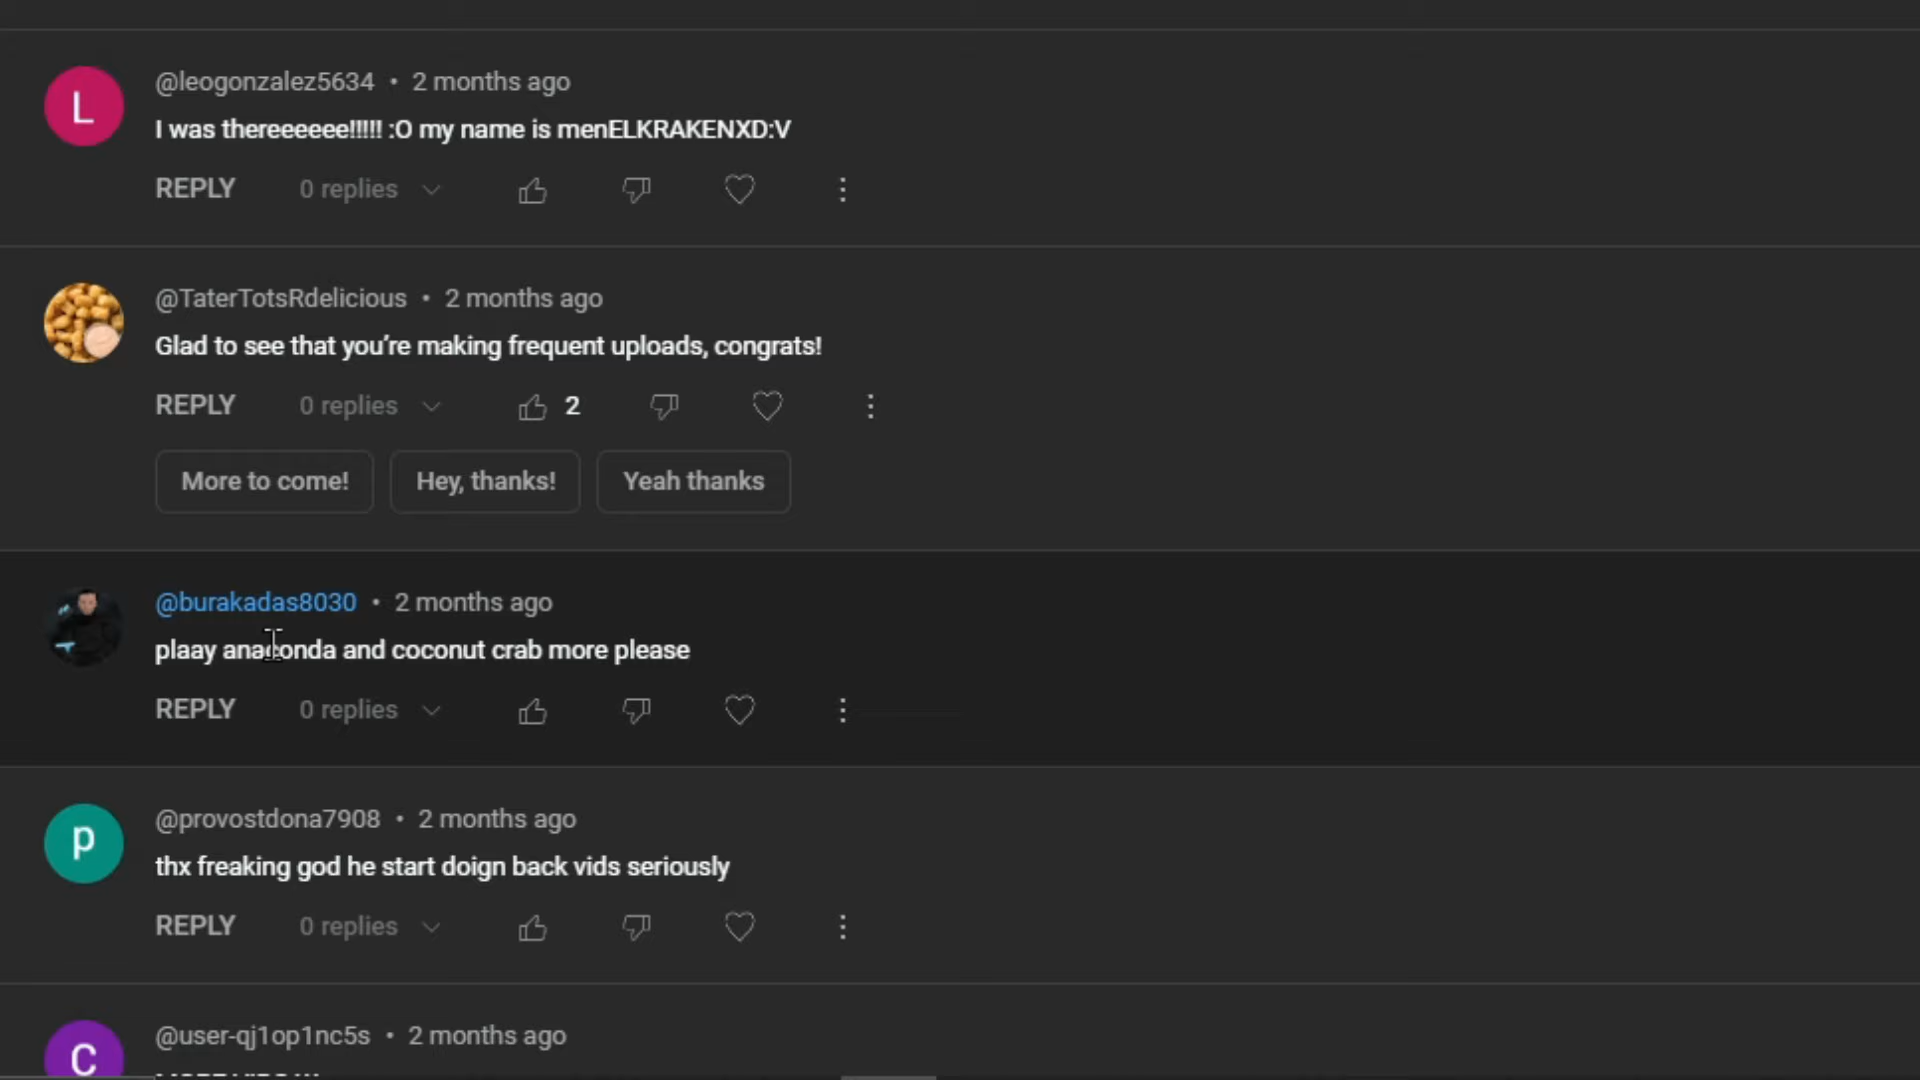 L
@leogonzalez5634 • 2 months ago
I was thereeeeee!!!!! :O my name is menELKRAKENXD:V
REPLY 0 replies
@TaterTotsRdelicious • 2 months ago
Glad to see that you're making frequent uploads, congrats!
REPLY 0 replies 2
More to come! Hey, thanks! Yeah thanks
@burakadas8030 • 2 months ago
plaay anaconda and coconut crab more please
REPLY 0 replies
p
@provostdona7908 • 2 months ago
thx freaking god he start doign back vids seriously
REPLY 0 replies
C
@user-qj1op1nc5s • 2 months ago